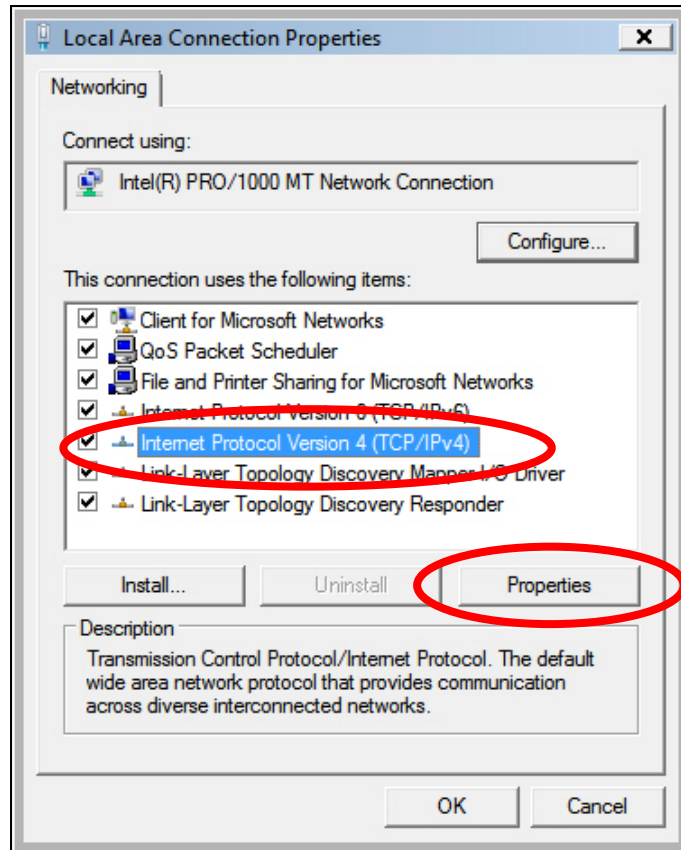 Local Area Connection Properties
Networking
Connect using:
Intel(R) PRO/1000 MT Network Connection
Configure...
This connection uses the following items:
Client for Microsoft Networks
QoS Packet Scheduler
File and Printer Sharing for Microsoft Networks
Internet Protocol Version 6 (TCP/IPv6)
Internet Protocol Version 4 (TCP/IPv4)
Link-Layer Topology Discovery Mapper I/O Driver
Link-Layer Topology Discovery Responder
Install...
Uninstall
Properties
Description
Transmission Control Protocol/Internet Protocol. The default
wide area network protocol that provides communication
across diverse interconnected networks.
OK
Cancel